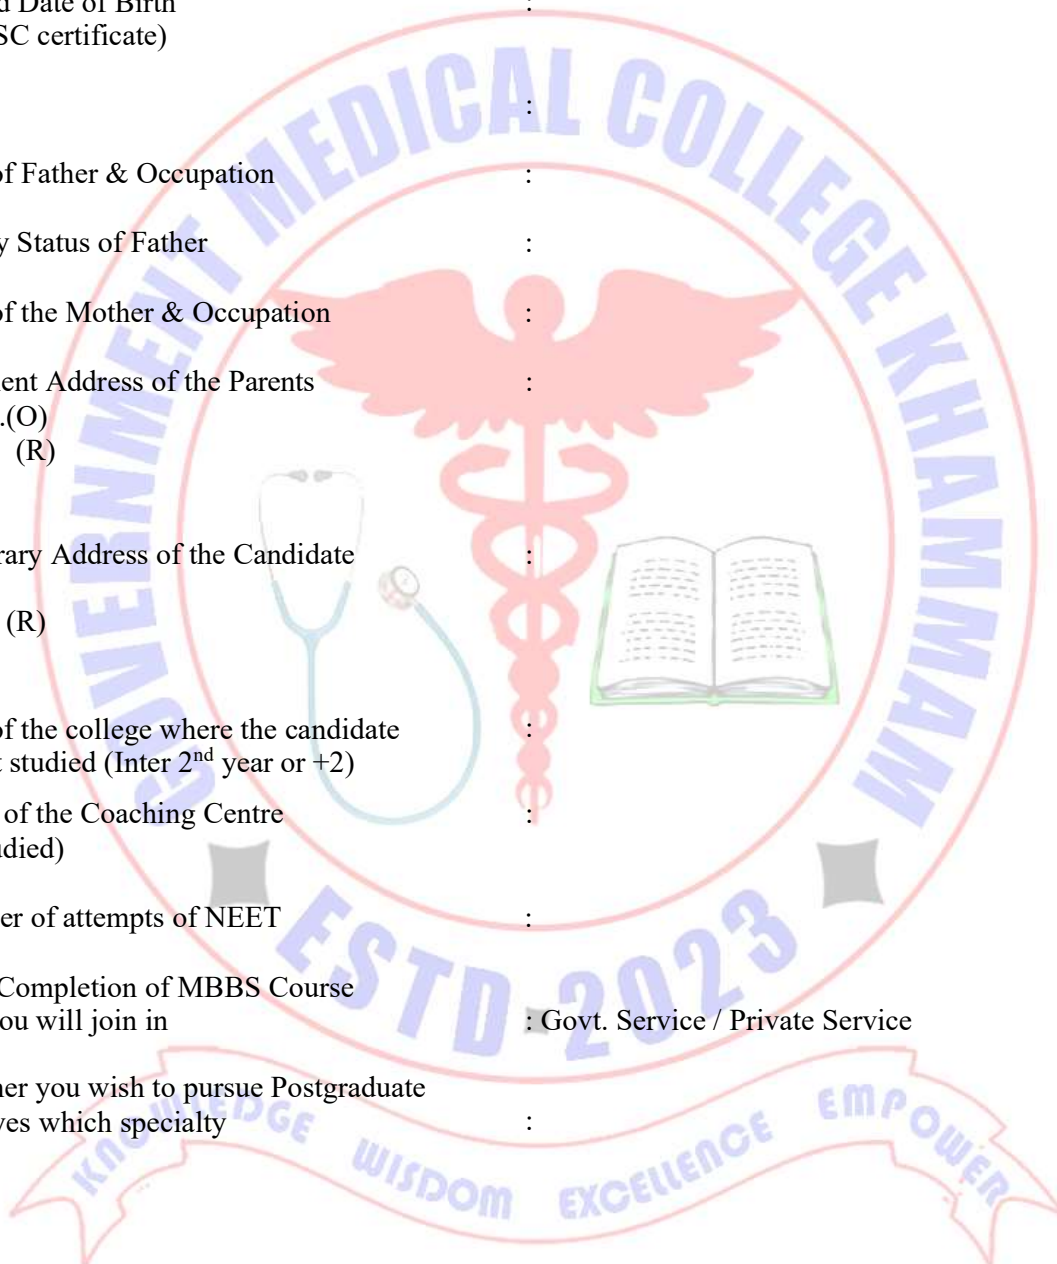 d Date of Birth :
SC certificate)
:
of Father & Occupation :
y Status of Father :
of the Mother & Occupation :
ent Address of the Parents :
.(O)
(R)
rary Address of the Candidate :
(R)
of the college where the candidate :
t studied (Inter 2nd year or +2)
of the Coaching Centre :
udied)
er of attempts of NEET :
Completion of MBBS Course
ou will join in : Govt. Service / Private Service
her you wish to pursue Postgraduate
yes which specialty :
GOVERNMENT MEDICAL COLLEGE KHAMMAM
ESTD 2023
KNOWLEDGE WISDOM EXCELLENCE EMPOWER